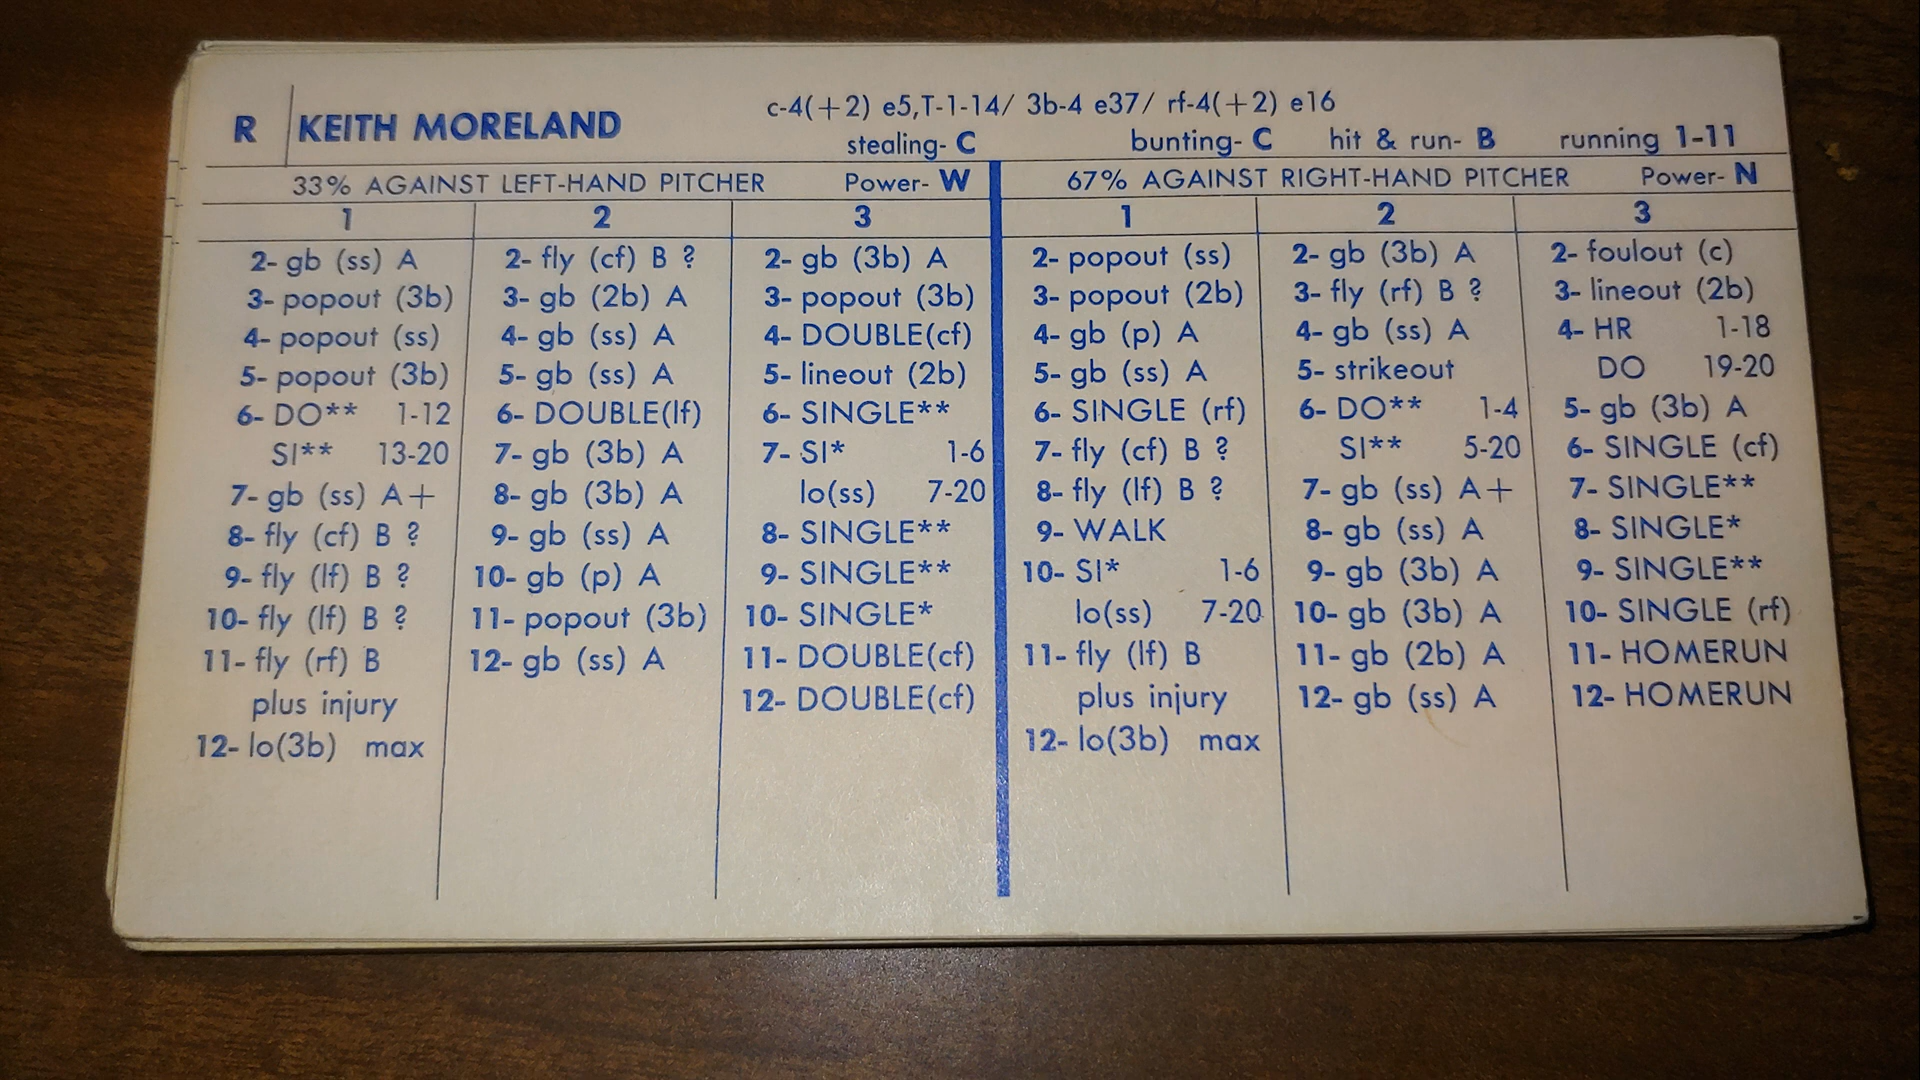 c-4(+2) e5,T-1-14/ 3b-4 e37/ rf-4(+2) e16
R KEITH MORELAND
stealing- C bunting- C hit & run- B running 1-11
33% AGAINST LEFT-HAND PITCHER Power- W
1
2- gb (ss) A
3- popout (3b)
4- popout (ss)
5- popout (3b)
6- DO** 1-12
SI** 13-20
7- gb (ss) A+
8- fly (cf) B ?
9- fly (lf) B ?
10- fly (lf) B ?
11- fly (rf) B
plus injury
12- lo(3b) max
2
2- fly (cf) B ?
3- gb (2b) A
4- gb (ss) A
5- gb (ss) A
6- DOUBLE(lf)
7- gb (3b) A
8- gb (3b) A
9- gb (ss) A
10- gb (p) A
11- popout (3b)
12- gb (ss) A
3
2- gb (3b) A
3- popout (3b)
4- DOUBLE(cf)
5- lineout (2b)
6- SINGLE**
7- SI* 1-6
lo(ss) 7-20
8- SINGLE**
9- SINGLE**
10- SINGLE*
11- DOUBLE(cf)
12- DOUBLE(cf)
67% AGAINST RIGHT-HAND PITCHER Power- N
1
2- popout (ss)
3- popout (2b)
4- gb (p) A
5- gb (ss) A
6- SINGLE (rf)
7- fly (cf) B ?
8- fly (lf) B ?
9- WALK
10- SI* 1-6
lo(ss) 7-20
11- fly (lf) B
plus injury
12- lo(3b) max
2
2- gb (3b) A
3- fly (rf) B ?
4- gb (ss) A
5- strikeout
6- DO** 1-4
SI** 5-20
7- gb (ss) A+
8- gb (ss) A
9- gb (3b) A
10- gb (3b) A
11- gb (2b) A
12- gb (ss) A
3
2- foulout (c)
3- lineout (2b)
4- HR 1-18
DO 19-20
5- gb (3b) A
6- SINGLE (cf)
7- SINGLE**
8- SINGLE*
9- SINGLE**
10- SINGLE (rf)
11- HOMERUN
12- HOMERUN